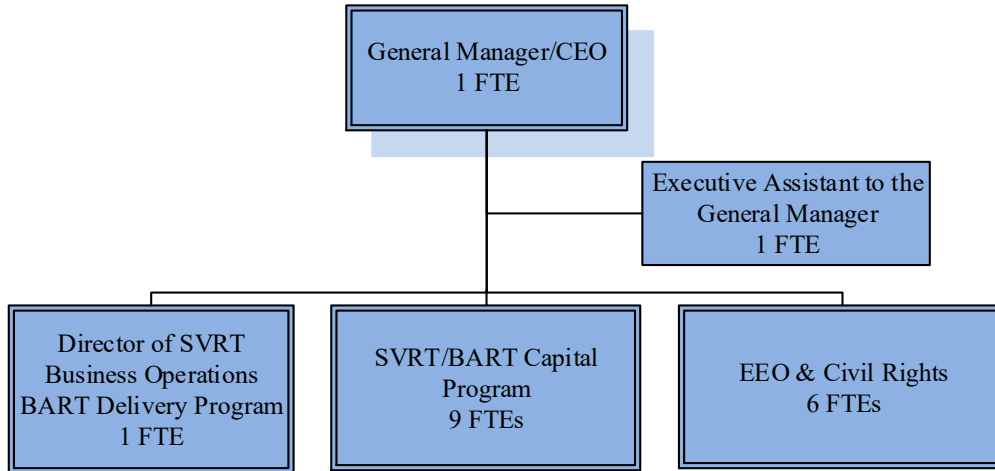 General Manager/CEO
1 FTE
Executive Assistant to the
General Manager
1 FTE
Director of SVRT
Business Operations
BART Delivery Program
1 FTE
SVRT/BART Capital
Program
9 FTEs
EEO & Civil Rights
6 FTEs